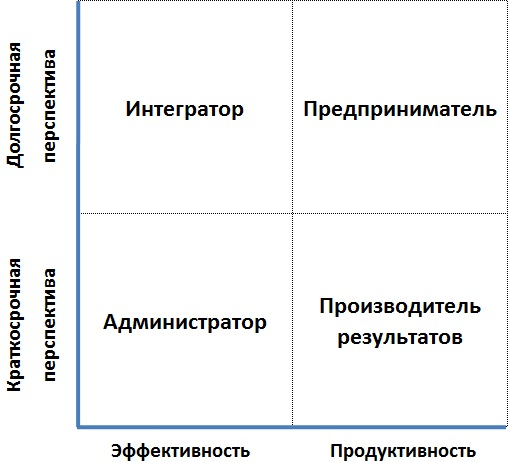 Долгосрочная
перспектива
Интегратор
Предприниматель
Краткосрочная
перспектива
Администратор
Производитель
результатов
Эффективность
Продуктивность